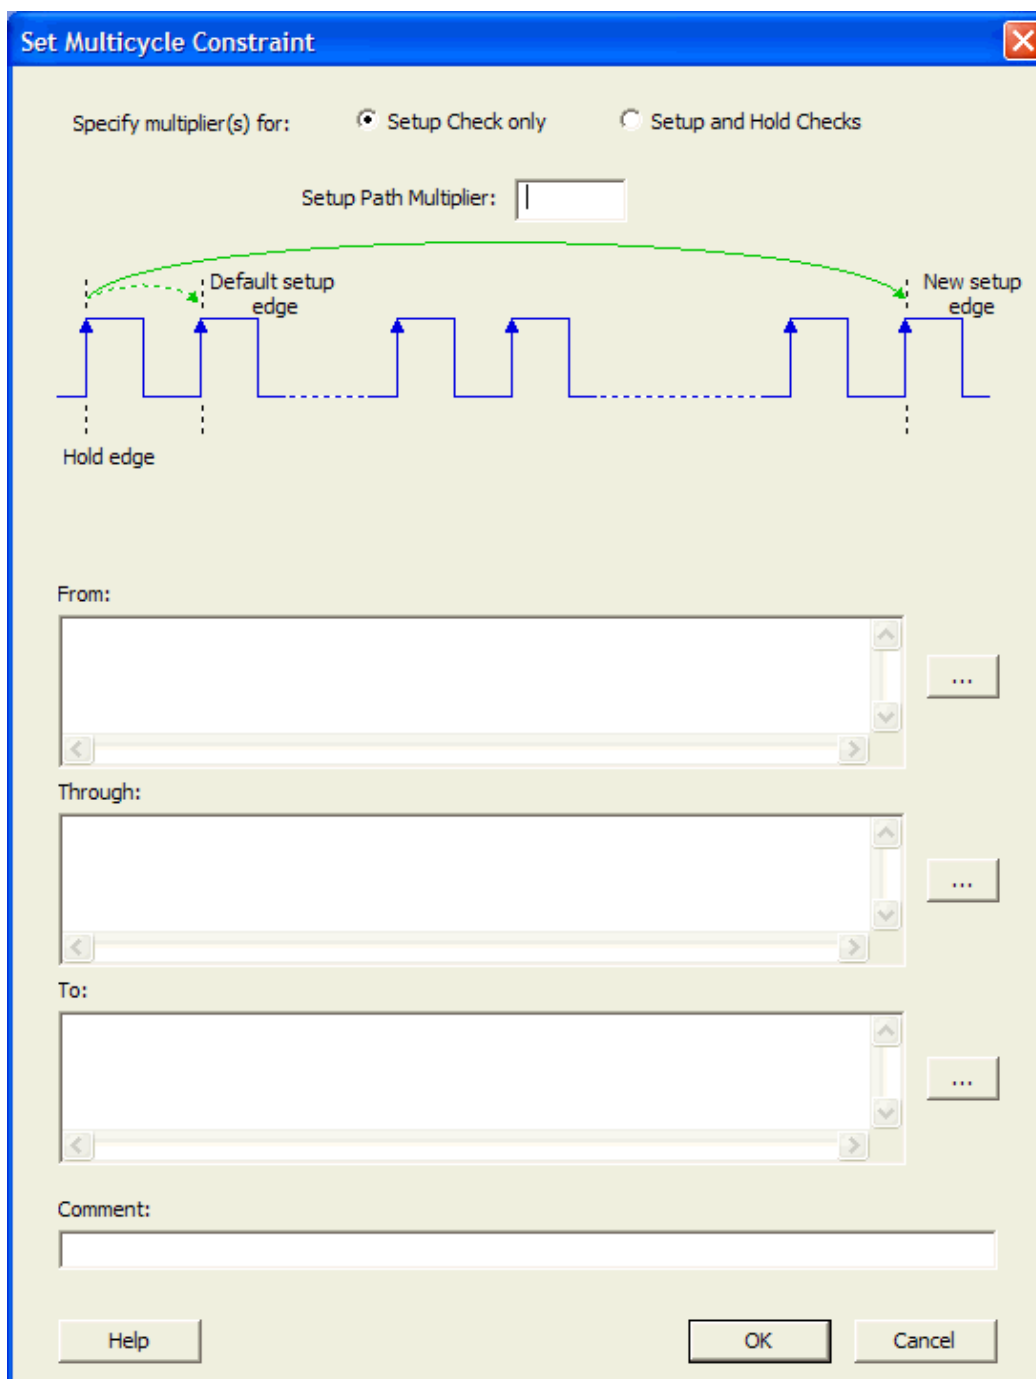 Set Multicycle Constraint
Specify multiplier(s) for: Setup Check only Setup and Hold Checks
Setup Path Multiplier:
Default setup
edge
New setup
edge
Hold edge
From:
...
Through:
...
To:
...
Comment:
Help OK Cancel